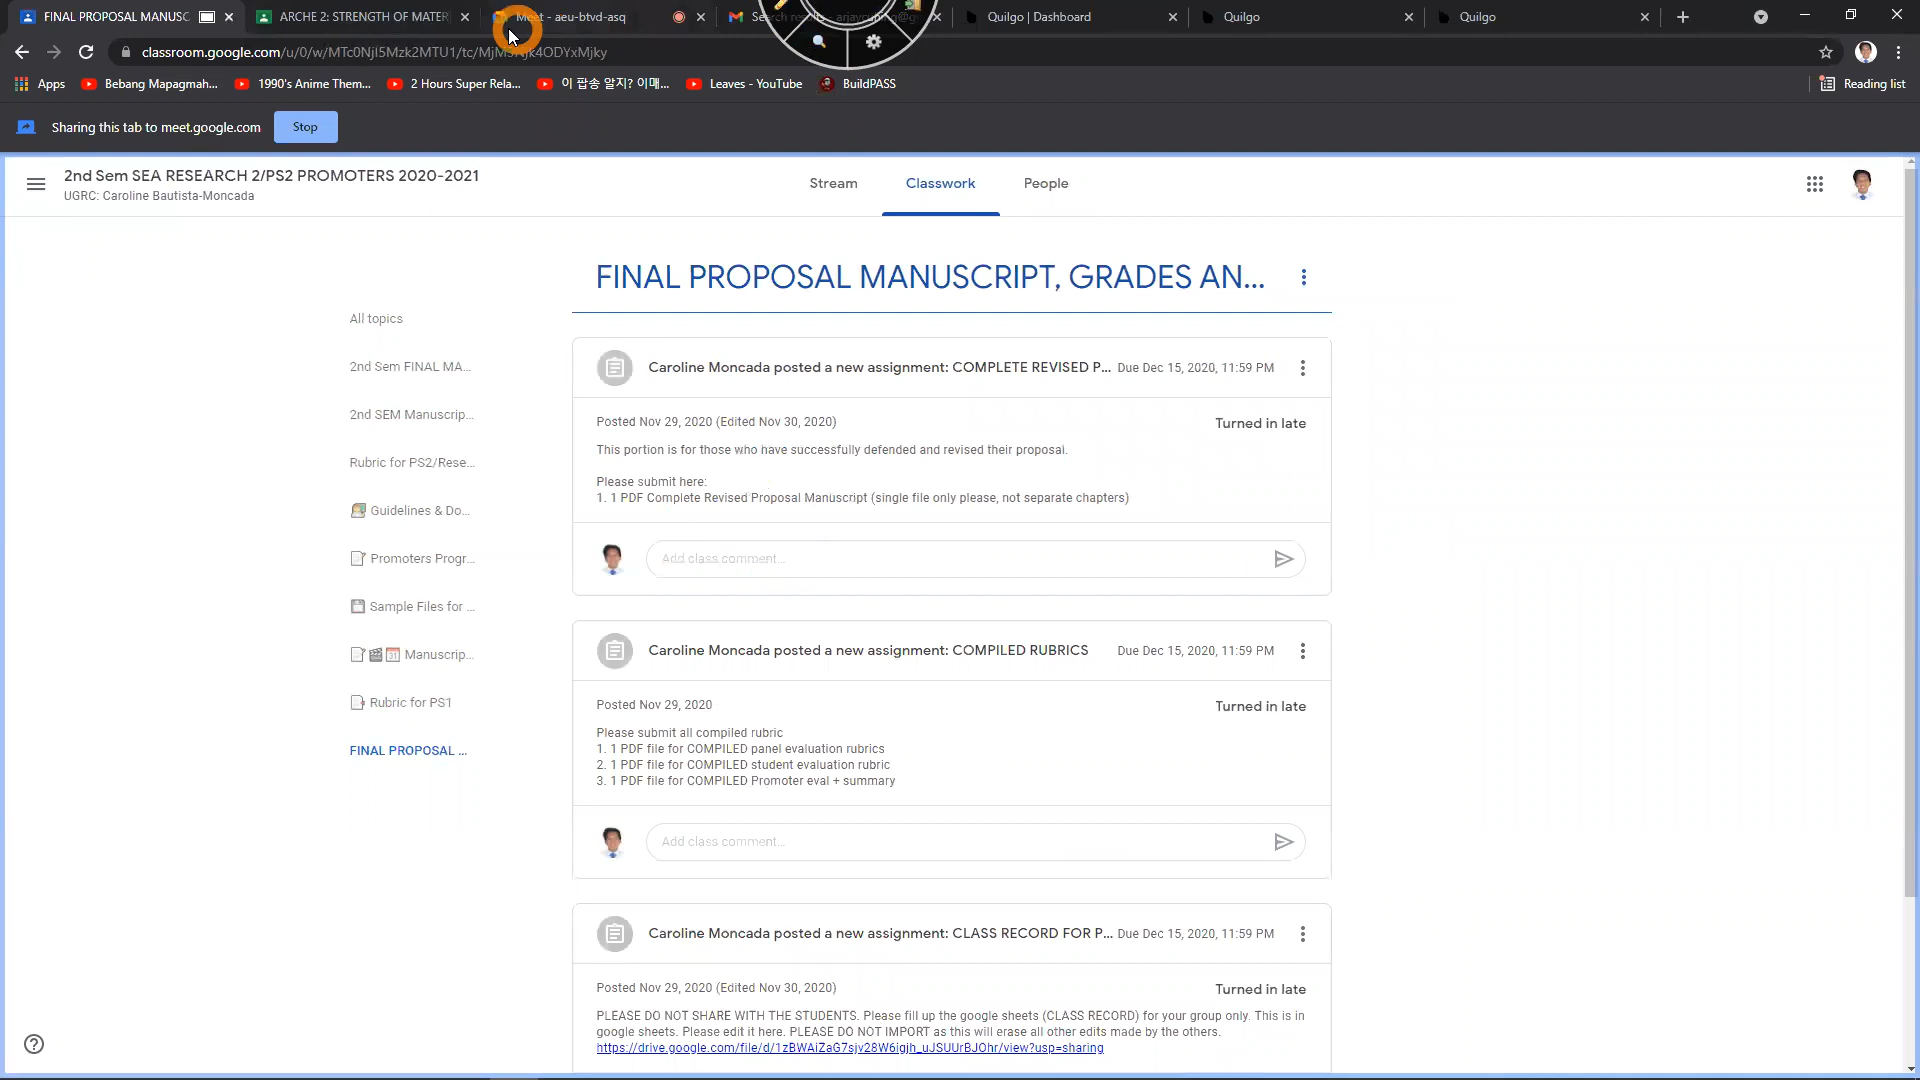 FINAL PROPOSAL MANUSC
ARCHE 2: STRENGTH OF MATER
Meet - aeu-btvd-asq
Quilgo | Dashboard
Quilgo
Quilgo
classroom.google.com/u/0/w/
Apps
Bebang Mapagmah...
1990's Anime Them...
2 Hours Super Rela...
이 팝송 알지? 이매...
Leaves - YouTube
BuildPASS
Reading list
Sharing this tab to meet.google.com
Stop
2nd Sem SEA RESEARCH 2/PS2 PROMOTERS 2020-2021
UGRC: Caroline Bautista-Moncada
Stream
Classwork
People
FINAL PROPOSAL MANUSCRIPT, GRADES AN...
All topics
2nd Sem FINAL MA...
2nd SEM Manuscrip...
Rubric for PS2/Rese...
Guidelines & Do...
Promoters Progr...
Sample Files for ...
Manuscrip...
Rubric for PS1
FINAL PROPOSAL ...
Caroline Moncada posted a new assignment: COMPLETE REVISED P... Due Dec 15, 2020, 11:59 PM
Posted Nov 29, 2020 (Edited Nov 30, 2020)
Turned in late
This portion is for those who have successfully defended and revised their proposal.
Please submit here:
1. 1 PDF Complete Revised Proposal Manuscript (single file only please, not separate chapters)
Add class comment...
Caroline Moncada posted a new assignment: COMPILED RUBRICS Due Dec 15, 2020, 11:59 PM
Posted Nov 29, 2020
Turned in late
Please submit all compiled rubric
1. 1 PDF file for COMPILED panel evaluation rubrics
2. 1 PDF file for COMPILED student evaluation rubric
3. 1 PDF file for COMPILED Promoter eval + summary
Add class comment...
Caroline Moncada posted a new assignment: CLASS RECORD FOR P... Due Dec 15, 2020, 11:59 PM
Posted Nov 29, 2020 (Edited Nov 30, 2020)
Turned in late
PLEASE DO NOT SHARE WITH THE STUDENTS. Please fill up the google sheets (CLASS RECORD) for your group only. This is in
google sheets. Please edit it here. PLEASE DO NOT IMPORT as this will erase all other edits made by the others.
https://drive.google.com/file/d/1zBWAiZaG7sjv28W6igjh_uJSUUrBJOhr/view?usp=sharing